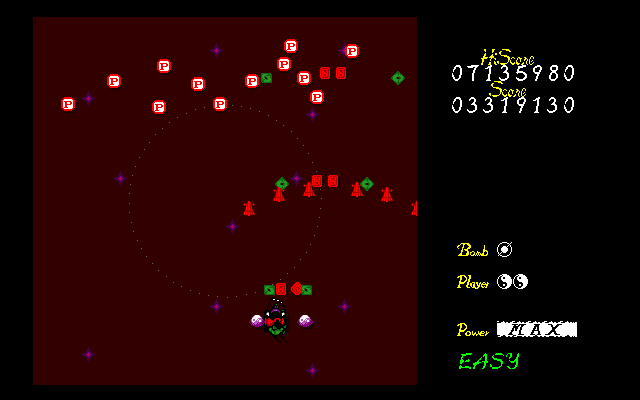 HiScore
07135980
Score
03319130
P P P P P P P P P P P P P
Bomb
Player
Power MAX
EASY